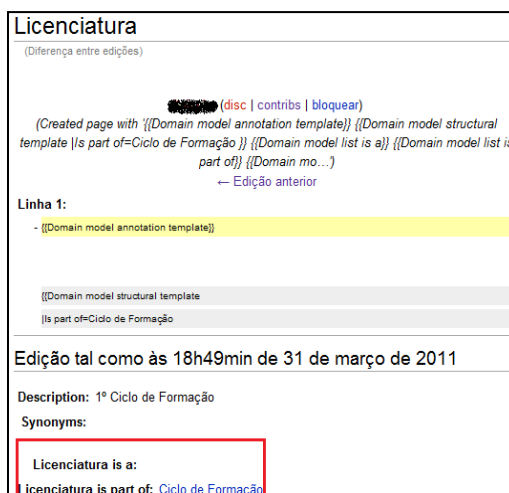 Licenciatura
(Diferença entre edições)
(disc | contribs | bloquear)
(Created page with '{{Domain model annotation template}} {{Domain model structural
template |Is part of=Ciclo de Formação }} {{Domain model list is a}} {{Domain model list is
part of}} {{Domain mo…')
← Edição anterior
Linha 1:
- {{Domain model annotation template}}
{{Domain model structural template
|Is part of=Ciclo de Formação
Edição tal como às 18h49min de 31 de março de 2011
Description: 1º Ciclo de Formação
Synonyms:
Licenciatura is a:
Licenciatura is part of: Ciclo de Formação